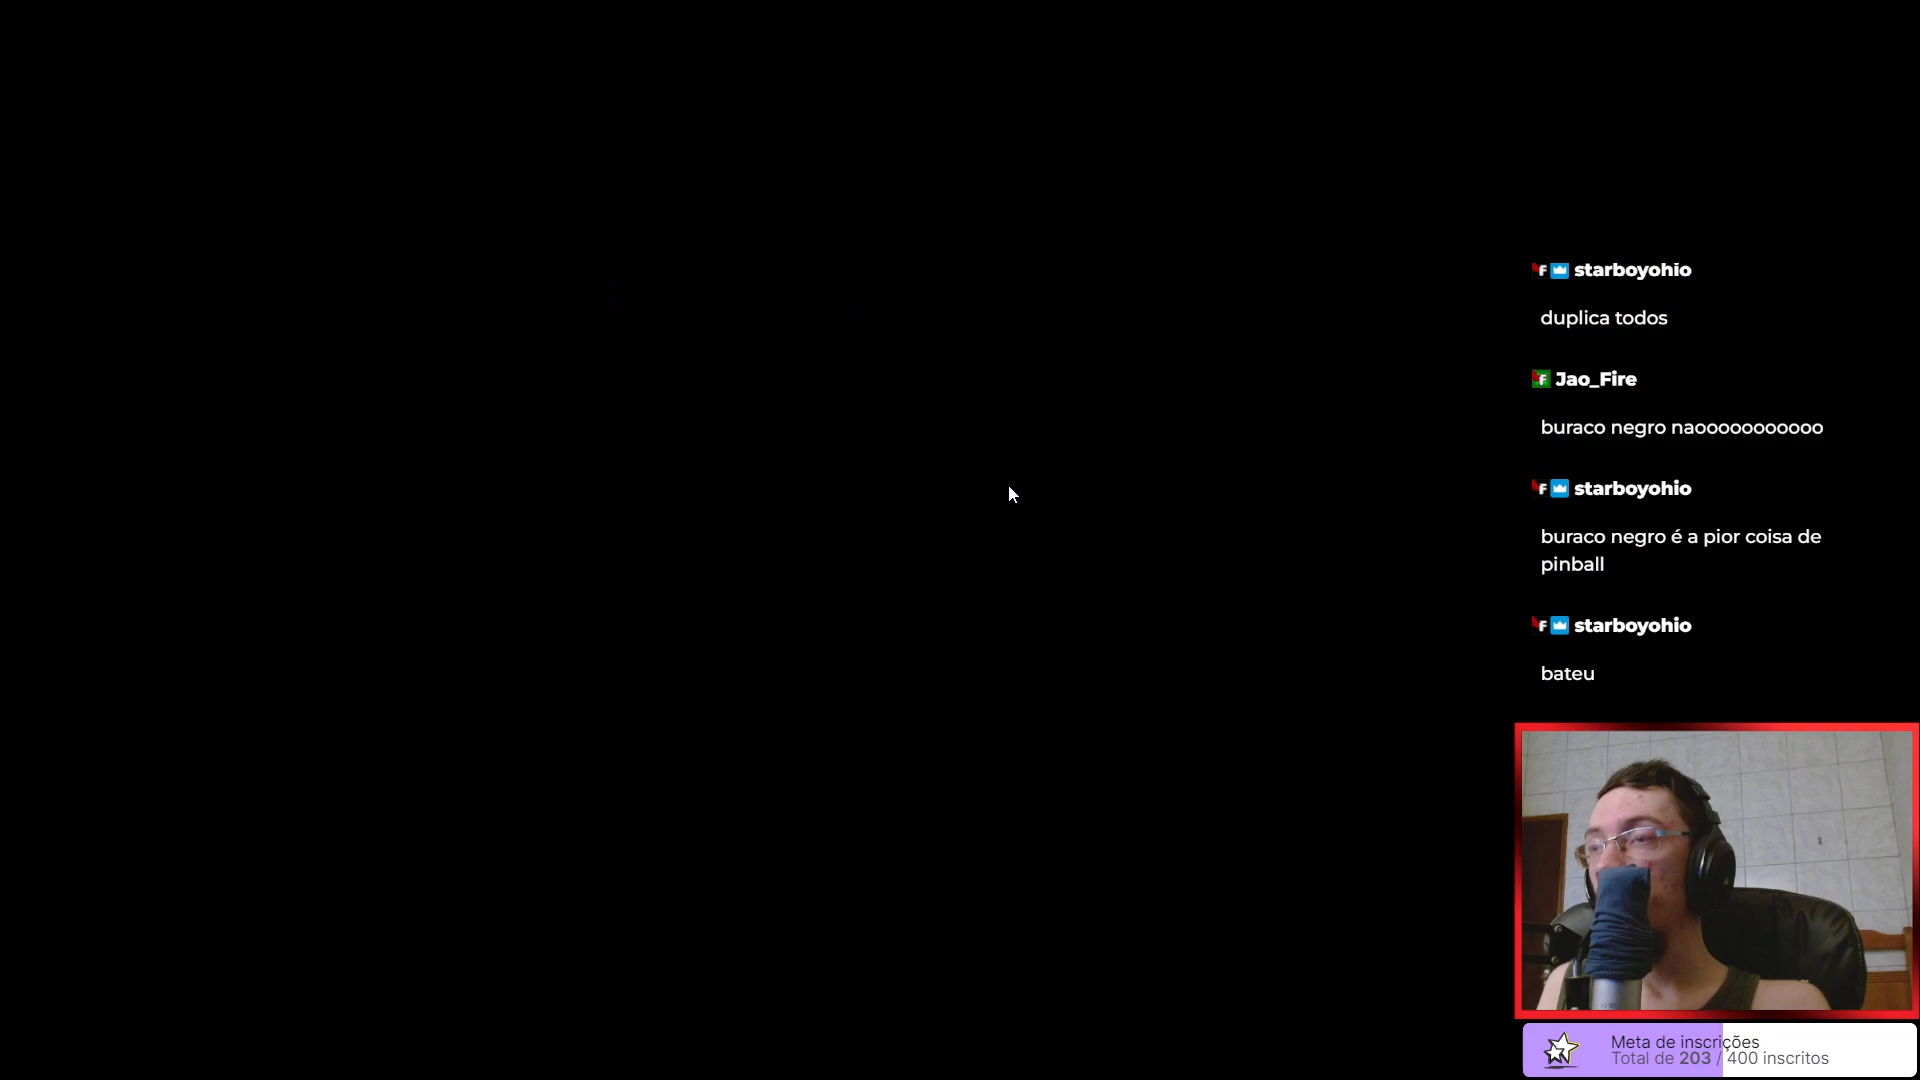 starboyohio
duplica todos
Jao_Fire
buraco negro naooooooooooo
starboyohio
buraco negro é a pior coisa de
pinball
starboyohio
bateu
Meta de inscrições
Total de 203 / 400 inscritos